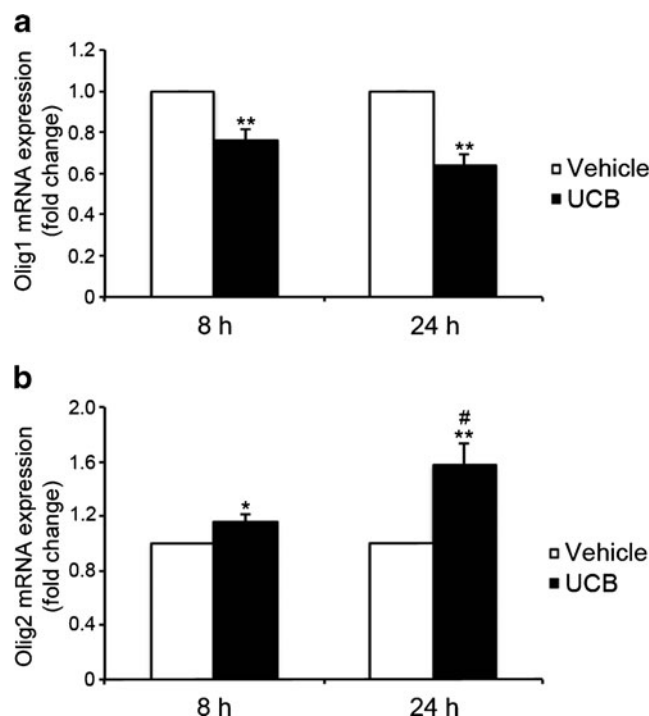 a
Olig1 mRNA expression
(fold change)
1.2
1.0
0.8
0.6
0.4
0.2
0
**
**
8 h
24 h
Vehicle
UCB
b
Olig2 mRNA expression
(fold change)
2.0
1.6
1.2
0.8
0.4
0
*
#
**
8 h
24 h
Vehicle
UCB